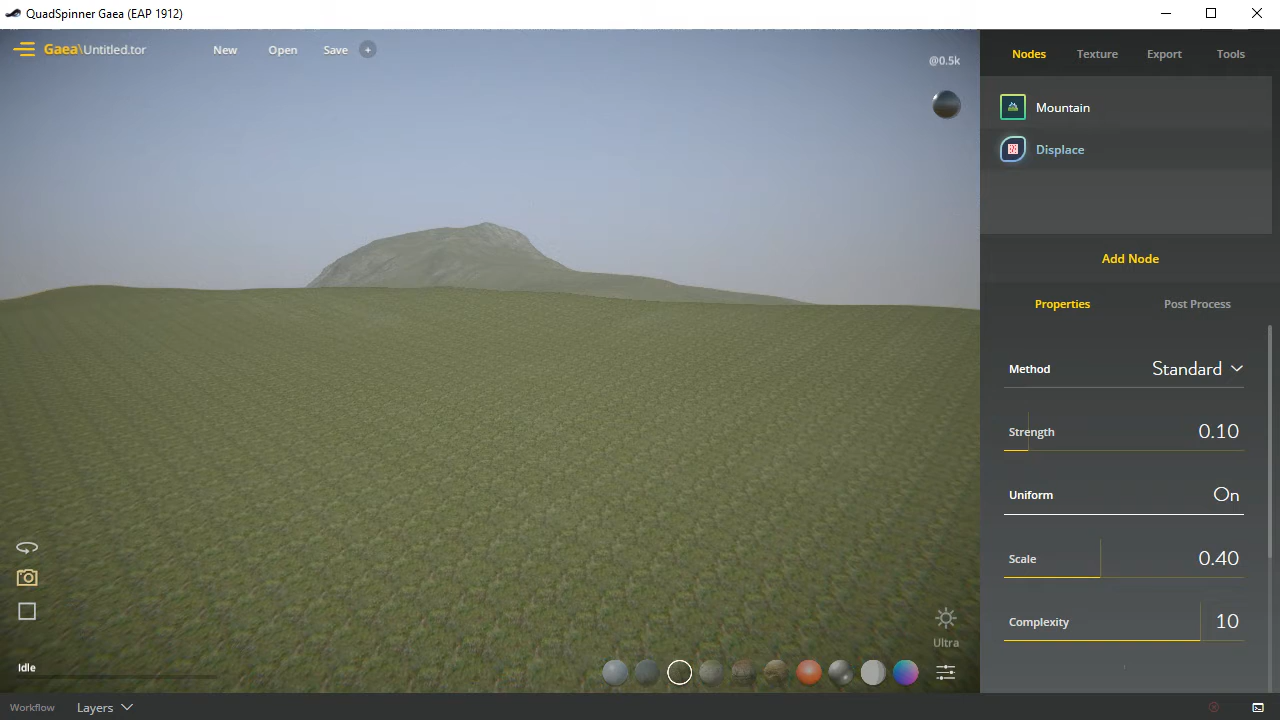 QuadSpinner Gaea (EAP 1912)
Gaea\Untitled.tor New Open Save +
@0.5k
Nodes Texture Export Tools
Mountain
Displace
Add Node
Properties Post Process
Method Standard
Strength 0.10
Uniform On
Scale 0.40
Complexity 10
Ultra
Idle
Workflow Layers